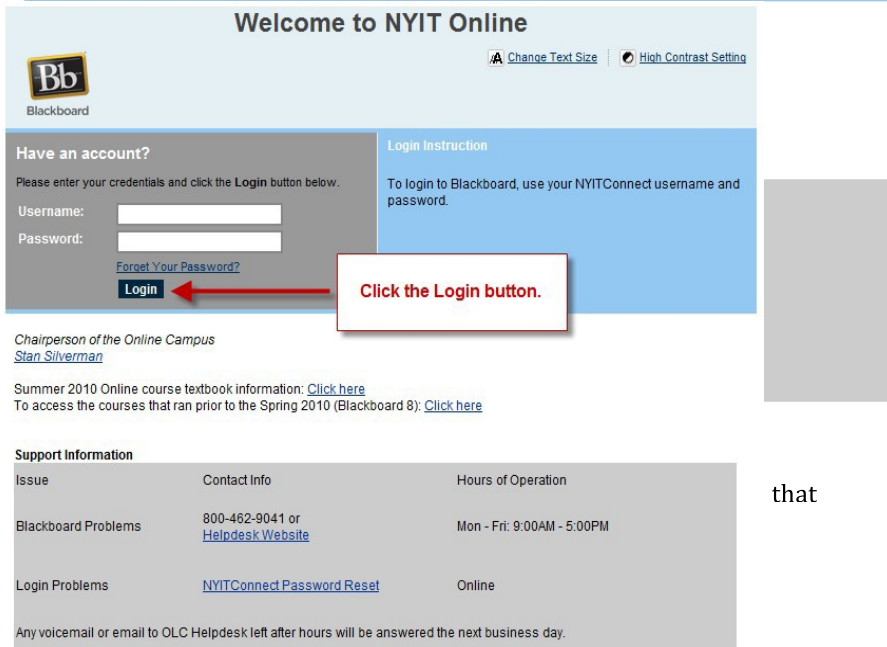 Welcome to NYIT Online
Change Text Size
High Contrast Setting
Bb
Blackboard
Have an account?
Please enter your credentials and click the Login button below.
Username:
Password:
Forget Your Password?
Login
Login Instruction
To login to Blackboard, use your NYITConnect username and
password.
Click the Login button.
Chairperson of the Online Campus
Stan Silverman
Summer 2010 Online course textbook information: Click here
To access the courses that ran prior to the Spring 2010 (Blackboard 8): Click here
Support Information
Issue Contact Info Hours of Operation
that
Blackboard Problems 800-462-9041 or Mon - Fri: 9:00AM - 5:00PM
Helpdesk Website
Login Problems NYITConnect Password Reset Online
Any voicemail or email to OLC Helpdesk left after hours will be answered the next business day.